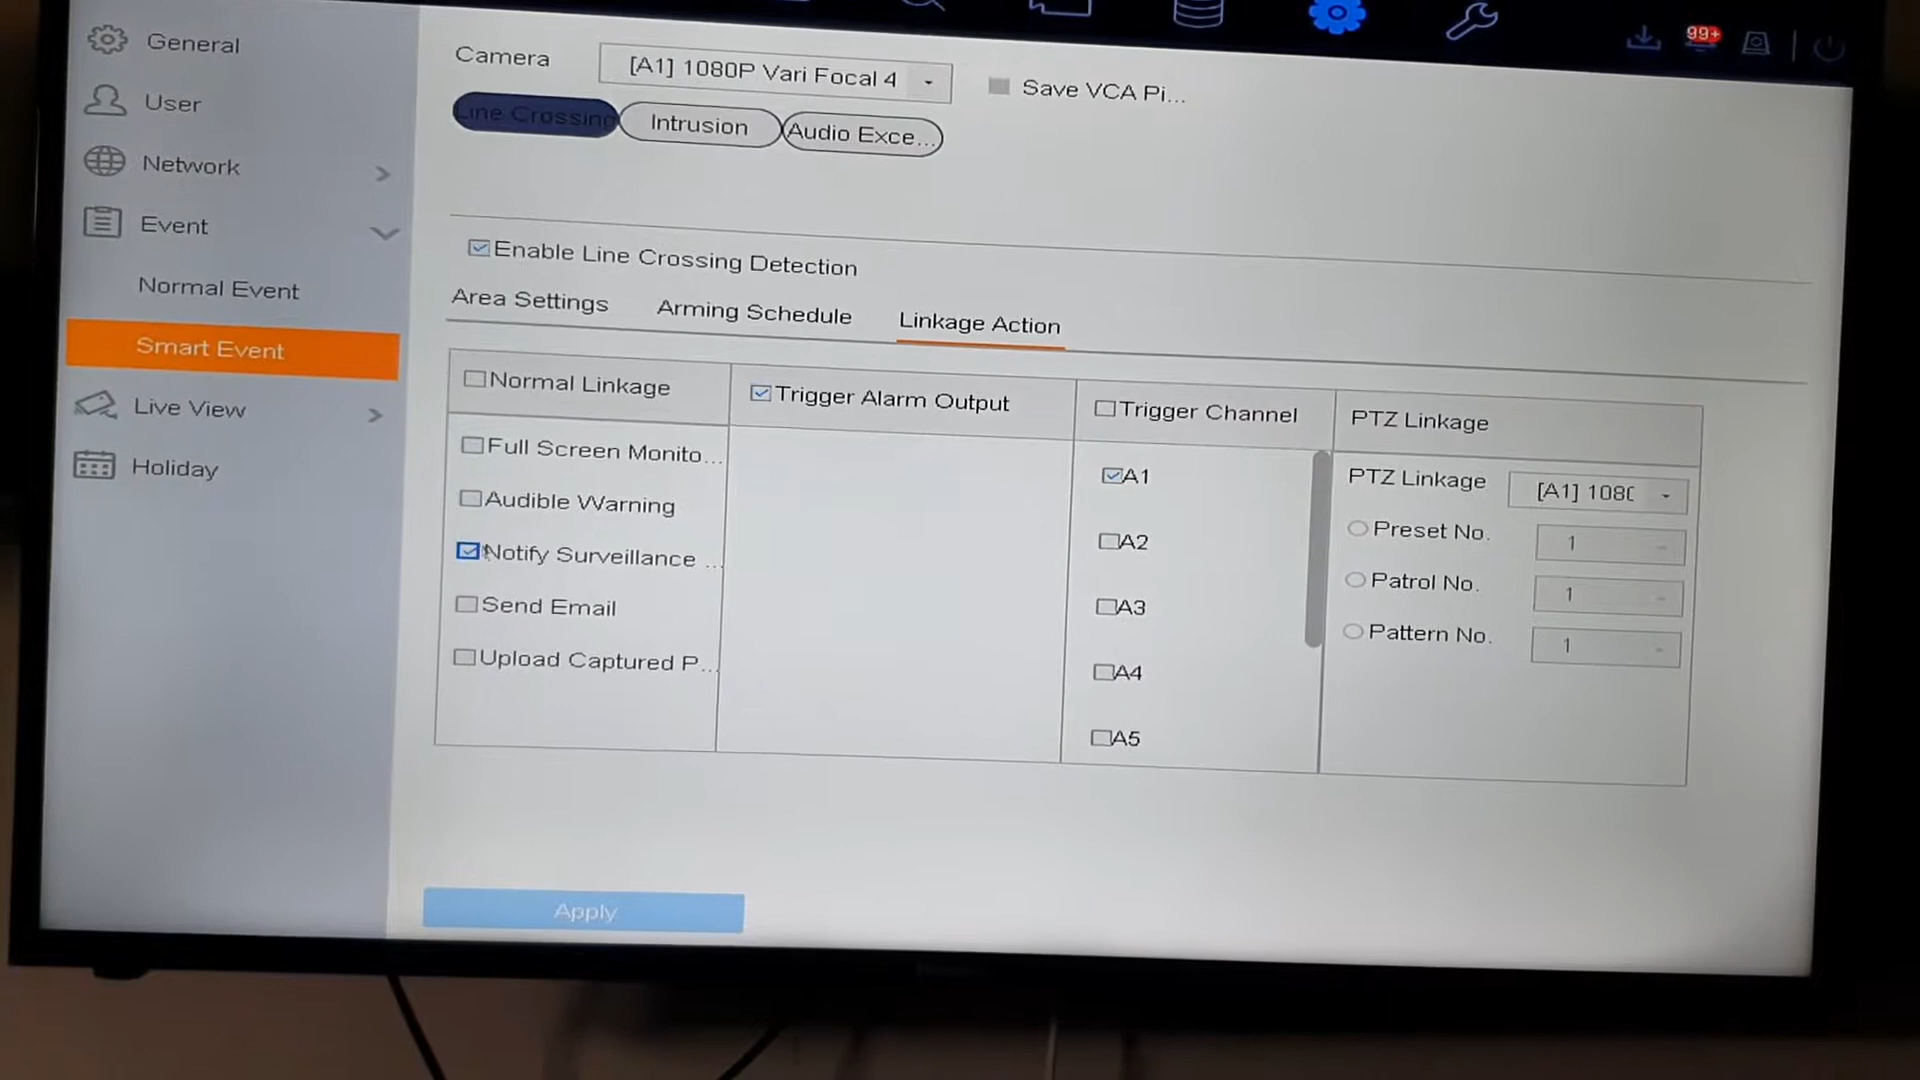 99+
General
User
Network
Event
Normal Event
Smart Event
Live View
Holiday
Camera [A1] 1080P Vari Focal 4 Save VCA Pi...
Line Crossing Intrusion Audio Exce...
Enable Line Crossing Detection
Area Settings Arming Schedule Linkage Action
Normal Linkage Trigger Alarm Output Trigger Channel PTZ Linkage
Full Screen Monito...
Audible Warning
Notify Surveillance ...
Send Email
Upload Captured P...
A1
A2
A3
A4
A5
PTZ Linkage [A1] 1080
Preset No. 1
Patrol No. 1
Pattern No. 1
Apply